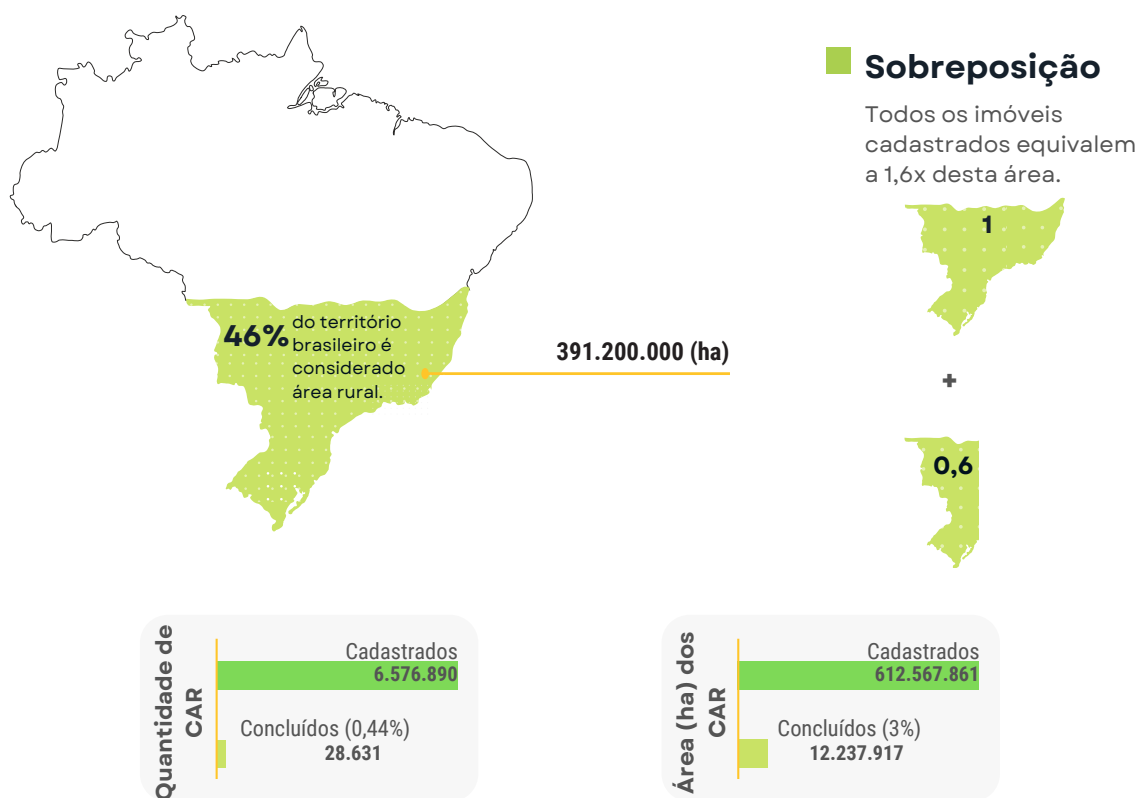 Sobreposição
Todos os imóveis
cadastrados equivalem
a 1,6x desta área.
1
+
0,6
46%
do território
brasileiro é
considerado
área rural.
391.200.000 (ha)
Quantidade de
CAR
Cadastrados
6.576.890
Concluídos (0,44%)
28.631
Área (ha) dos
CAR
Cadastrados
612.567.861
Concluídos (3%)
12.237.917